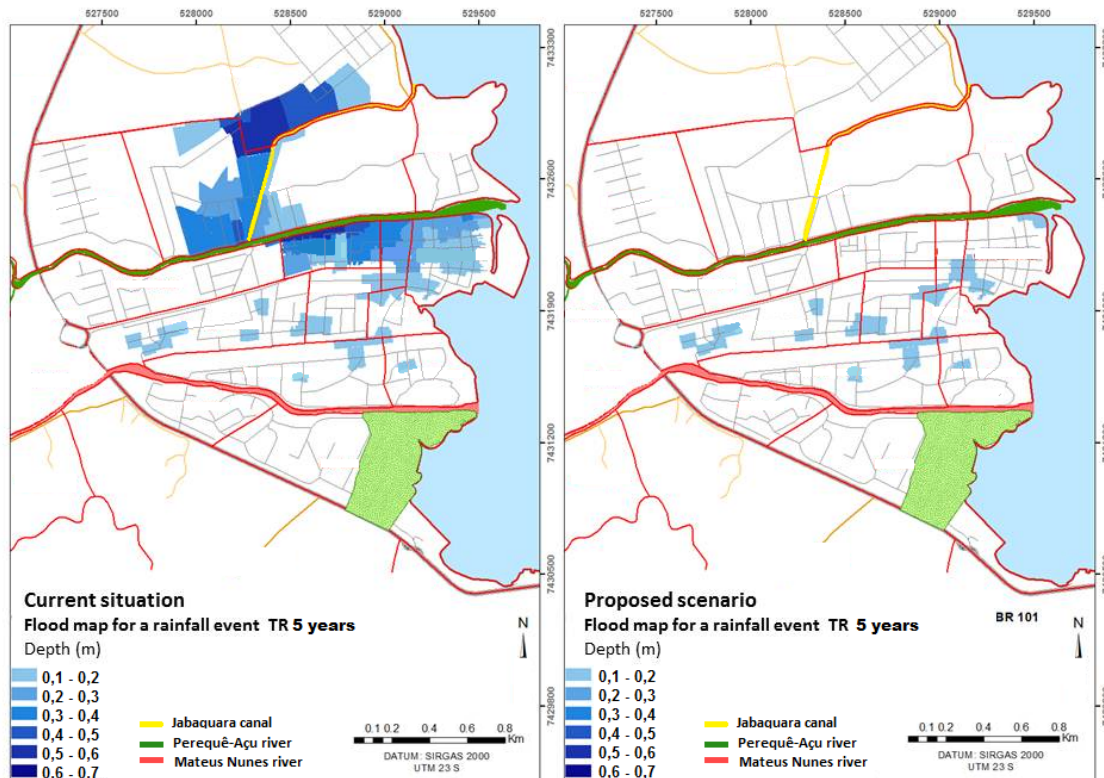 527500 528000 528500 529000 529500
7433300
7432600
7431900
7431200
7430500
7429800
Current situation
Flood map for a rainfall event TR 5 years
Depth (m)
0,1 - 0,2
0,2 - 0,3
0,3 - 0,4
0,4 - 0,5
0,5 - 0,6
0,6 - 0,7
Jabaquara canal
Perequê-Açu river
Mateus Nunes river
N
0.1 0.2 0.4 0.6 0.8
Km
DATUM: SIRGAS 2000
UTM 23 S
527500 528000 528500 529000 529500
Proposed scenario
BR 101
Flood map for a rainfall event TR 5 years
Depth (m)
0,1 - 0,2
0,2 - 0,3
0,3 - 0,4
0,4 - 0,5
0,5 - 0,6
0,6 - 0,7
Jabaquara canal
Perequê-Açu river
Mateus Nunes river
N
0.1 0.2 0.4 0.6 0.8
Km
DATUM: SIRGAS 2000
UTM 23 S